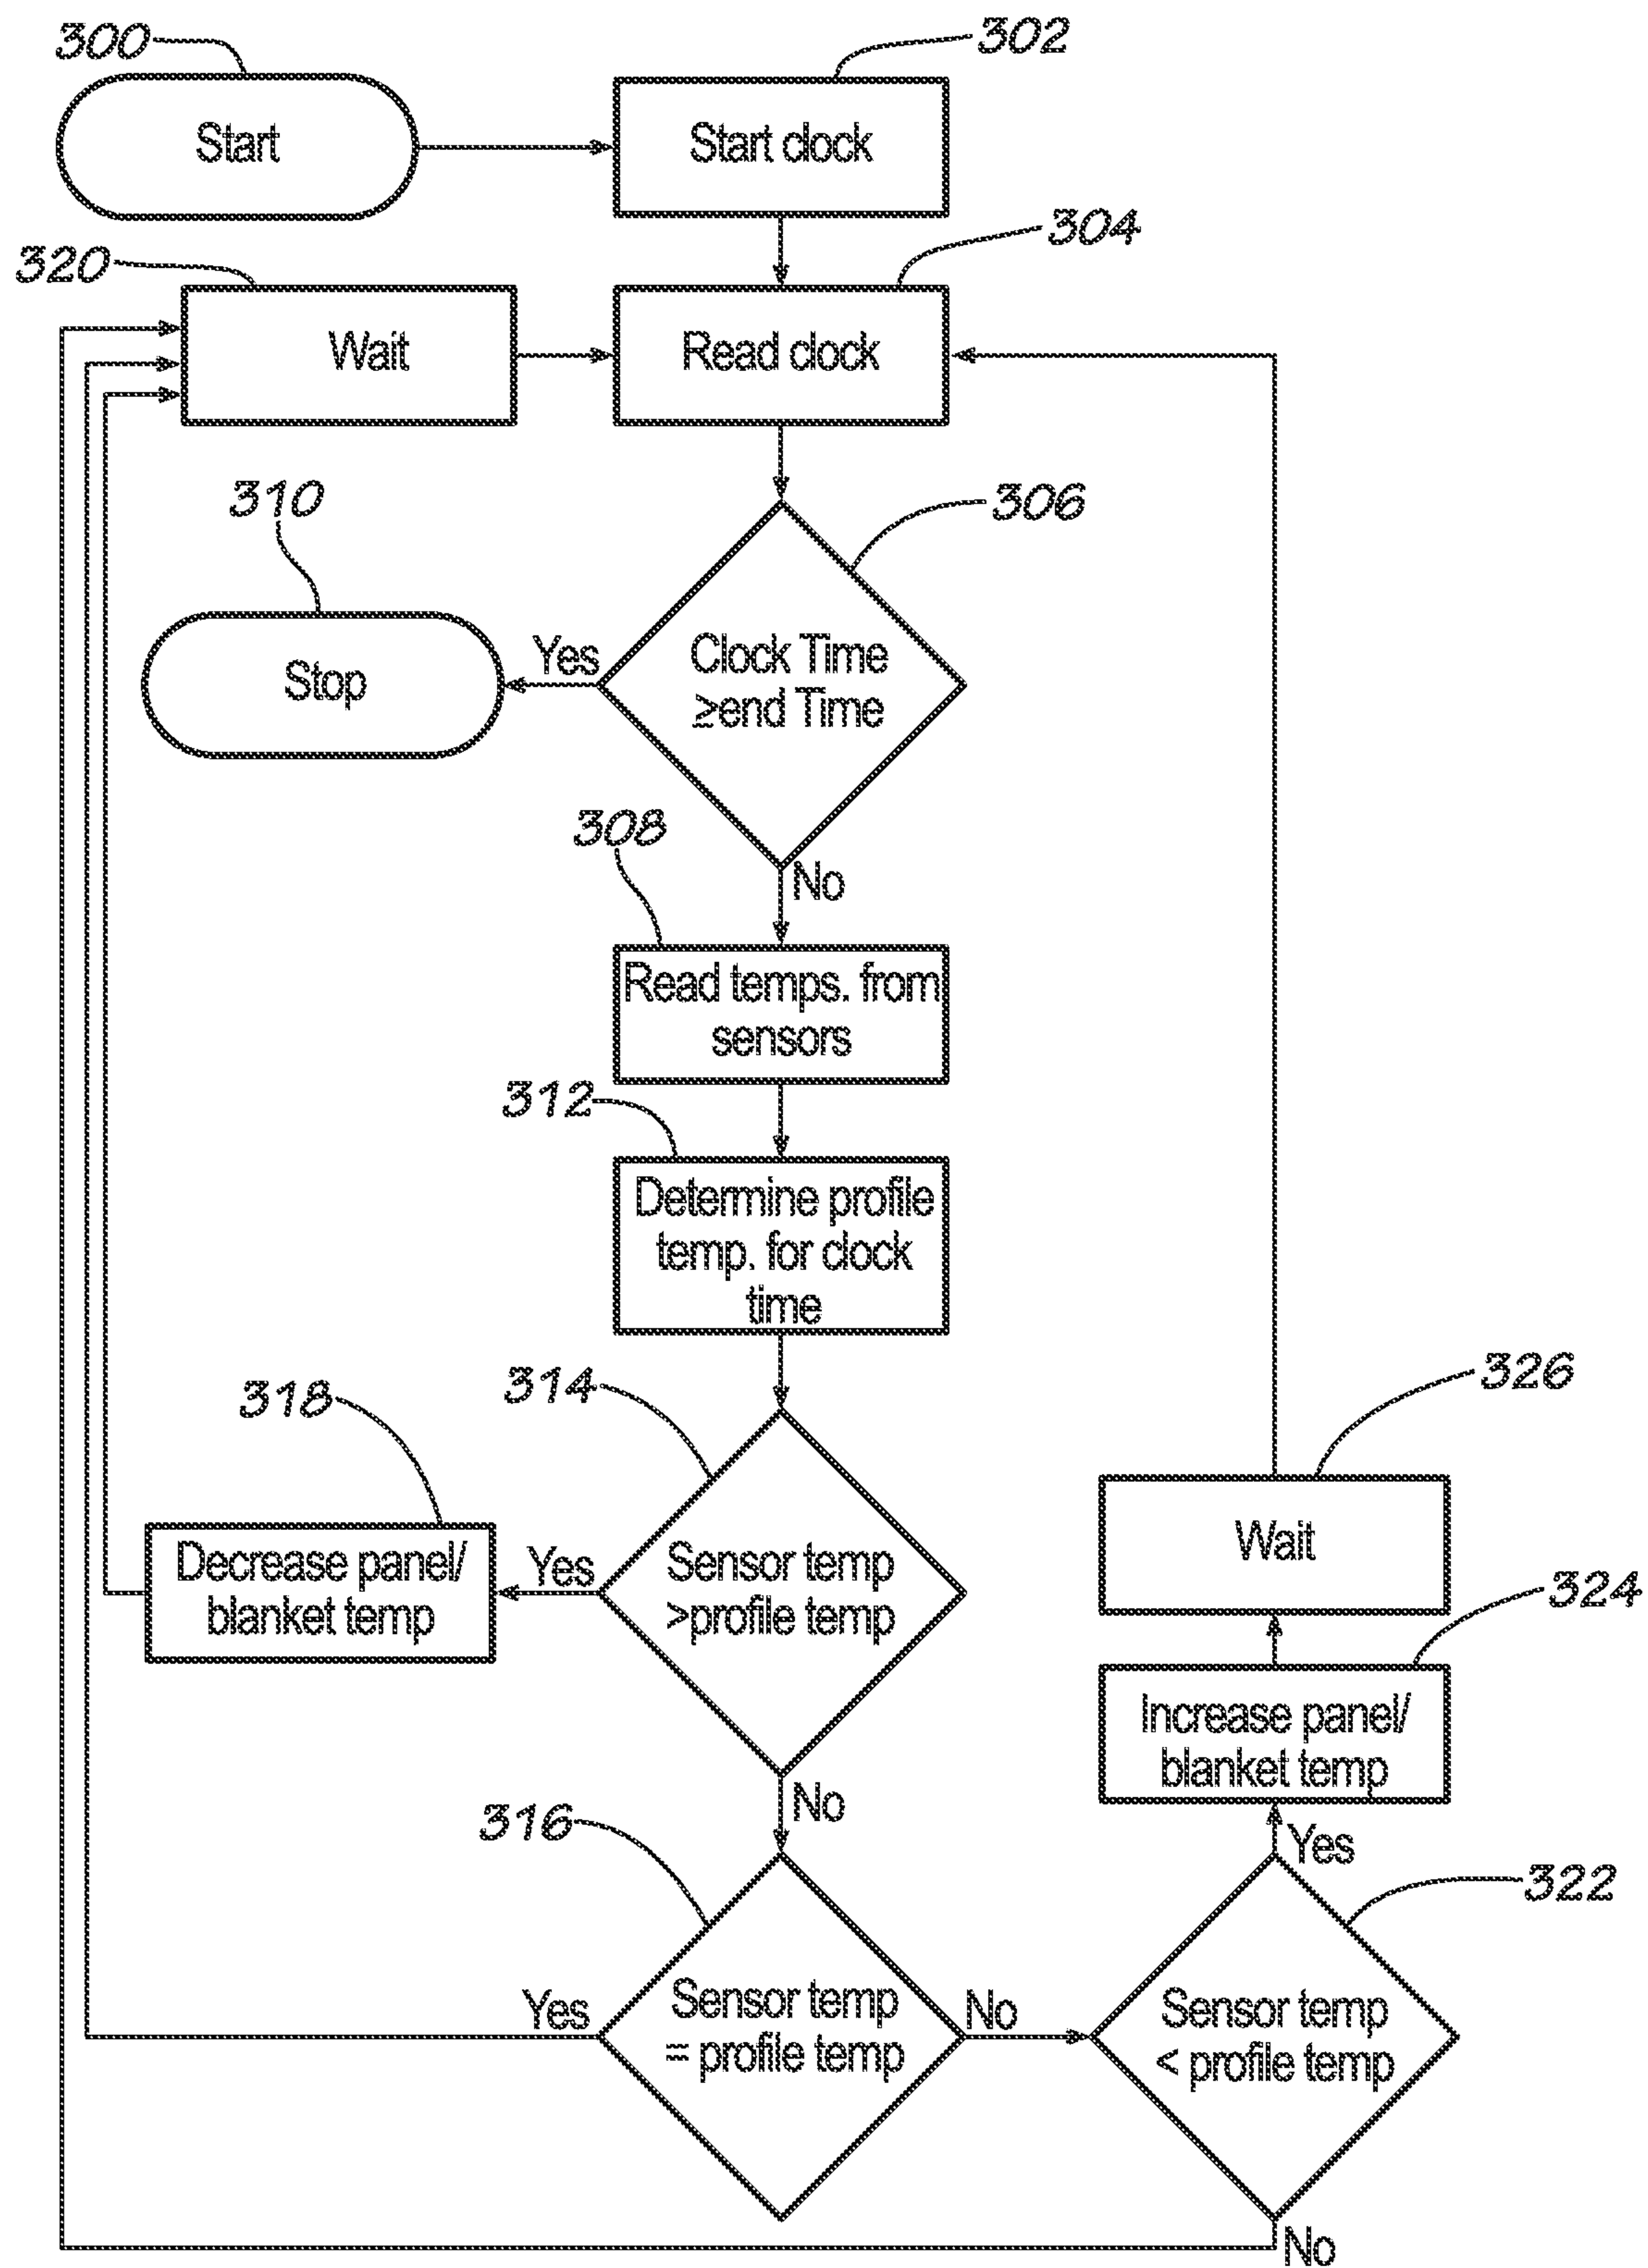 300
302
Start
Start clock
304
320
Wait
Read clock
310
306
Yes
Clock Time
≥end Time
Stop
No
308
Read temps. from
sensors
312
Determine profile
temp. for clock
time
314
318
326
Decrease panel/
blanket temp
Yes
Sensor temp
>profile temp
Wait
324
Increase panel/
blanket temp
No
316
Yes
322
Yes
Sensor temp
= profile temp
No
Sensor temp
< profile temp
No